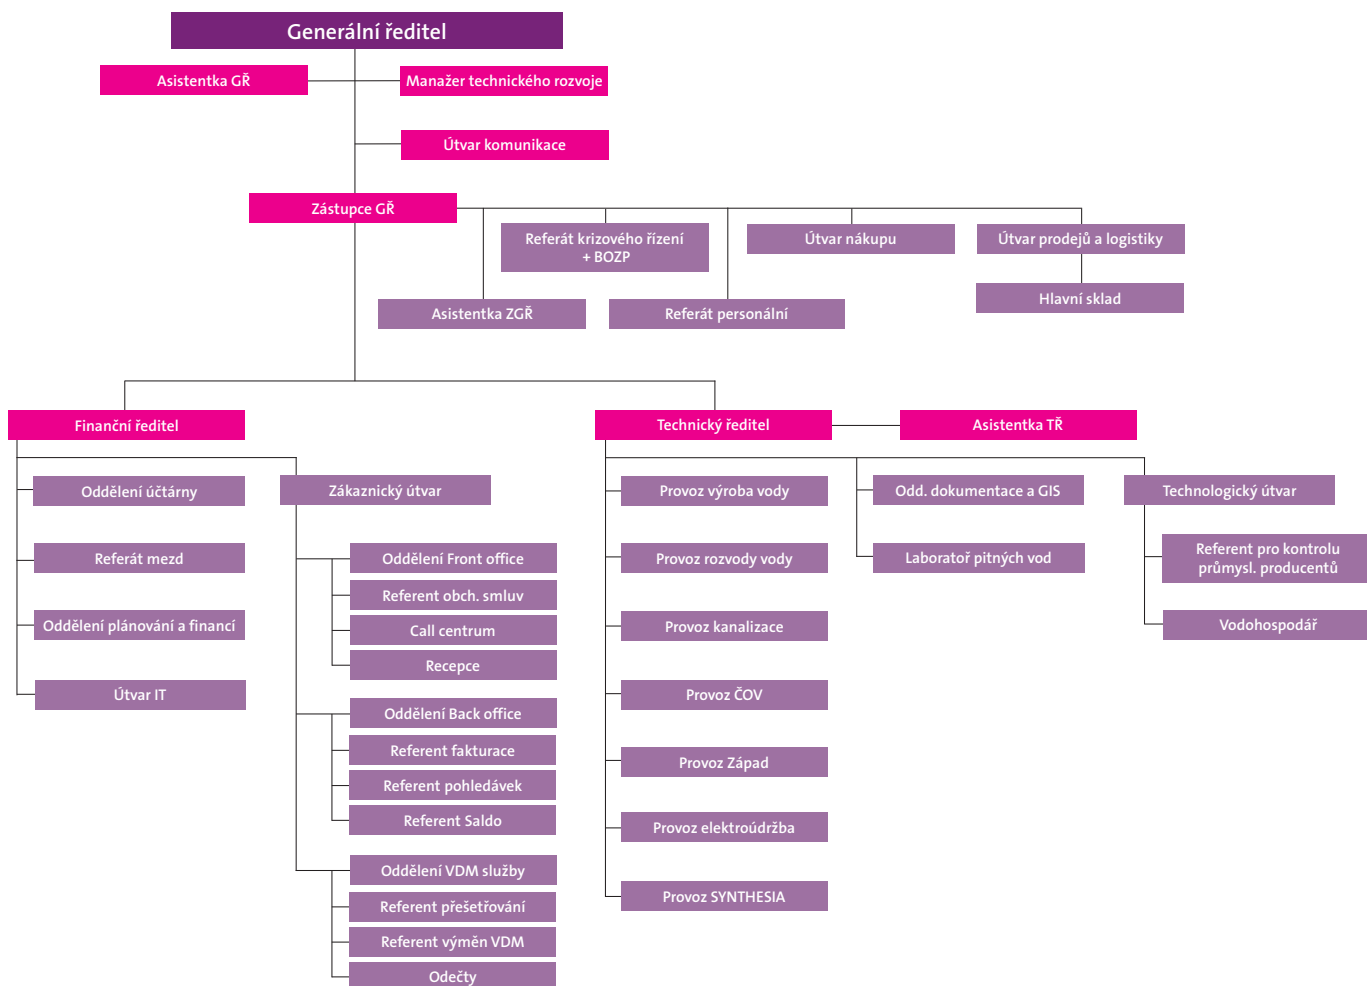 Generální ředitel
Asistentka GŘ
Manažer technického rozvoje
Útvar komunikace
Zástupce GŘ
Referát krizového řízení
+ BOZP
Útvar nákupu
Útvar prodejů a logistiky
Asistentka ZGŘ
Referát personální
Hlavní sklad
Finanční ředitel
Technický ředitel
Asistentka TŘ
Oddělení účtárny
Referát mezd
Oddělení plánování a financí
Útvar IT
Zákaznický útvar
Oddělení Front office
Referent obch. smluv
Call centrum
Recepce
Oddělení Back office
Referent fakturace
Referent pohledávek
Referent Saldo
Oddělení VDM služby
Referent přešetřování
Referent výměn VDM
Odečty
Provoz výroba vody
Provoz rozvody vody
Provoz kanalizace
Provoz ČOV
Provoz Západ
Provoz elektroúdržba
Provoz SYNTHESIA
Odd. dokumentace a GIS
Laboratoř pitných vod
Technologický útvar
Referent pro kontrolu
průmysl. producentů
Vodohospodář